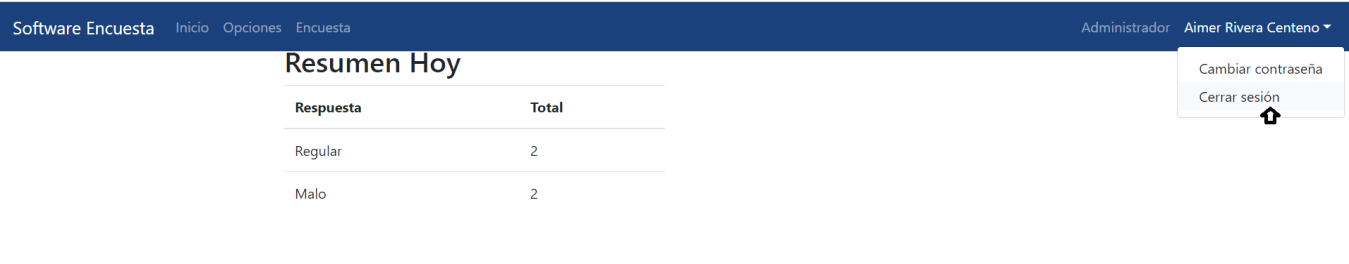 Software Encuesta Inicio Opciones Encuesta Administrador Aimer Rivera Centeno
Cambiar contraseña
Cerrar sesión
Resumen Hoy
Respuesta Total
Regular 2
Malo 2